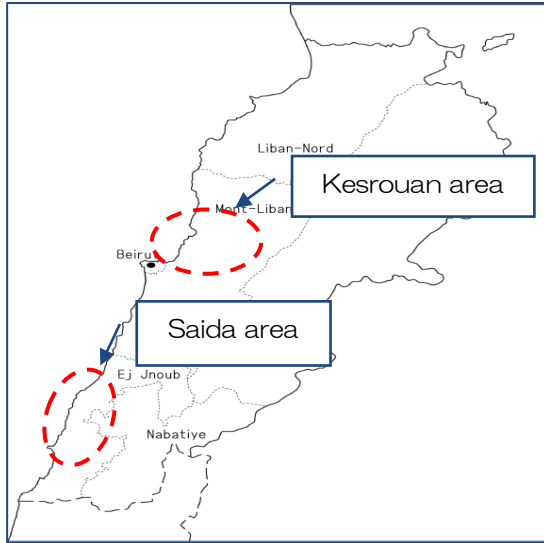 Liban-Nord
Kesrouan area
Mont-Liban
Beirut
Saida area
Ej Jnoub
Nabatiye